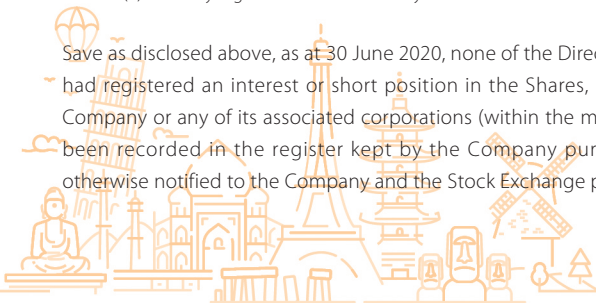 Save as disclosed above, as at 30 June 2020, none of the Direc
had registered an interest or short position in the Shares,
Company or any of its associated corporations (within the m
been recorded in the register kept by the Company pur
otherwise notified to the Company and the Stock Exchange p